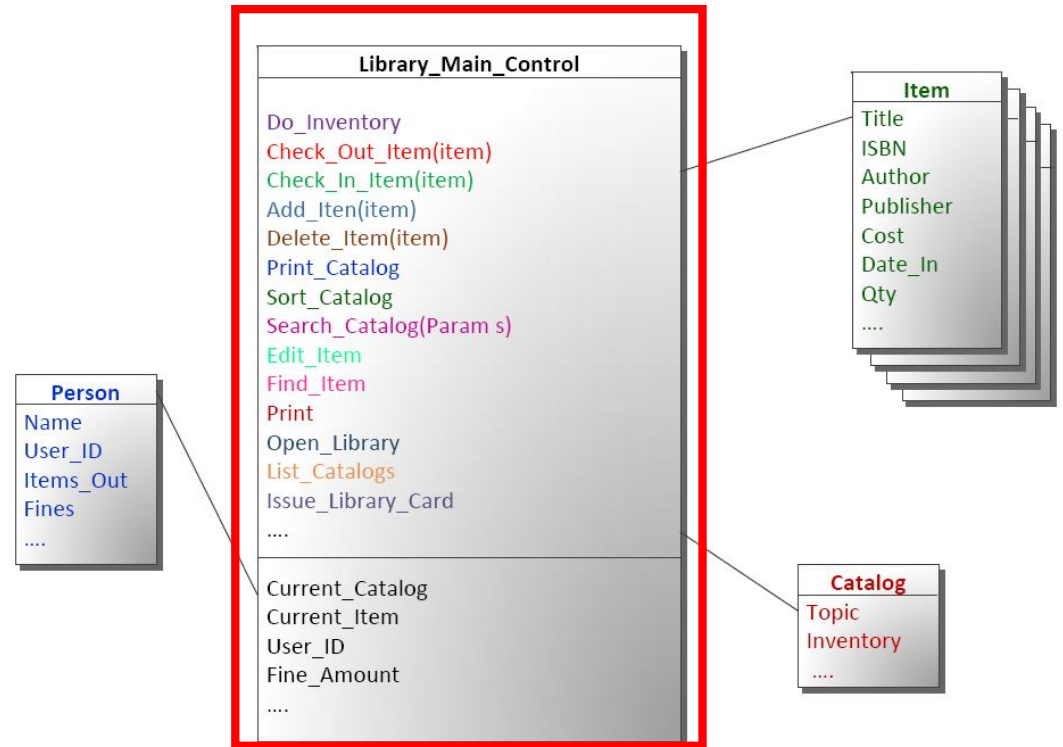 Library_Main_Control
Do_Inventory
Check_Out_Item(item)
Check_In_Item(item)
Add_Iten(item)
Delete_Item(item)
Print_Catalog
Sort_Catalog
Search_Catalog(Param s)
Edit_Item
Find_Item
Print
Open_Library
List_Catalogs
Issue_Library_Card
....
Current_Catalog
Current_Item
User_ID
Fine_Amount
....
Person
Name
User_ID
Items_Out
Fines
....
Item
Title
ISBN
Author
Publisher
Cost
Date_In
Qty
....
Catalog
Topic
Inventory
....